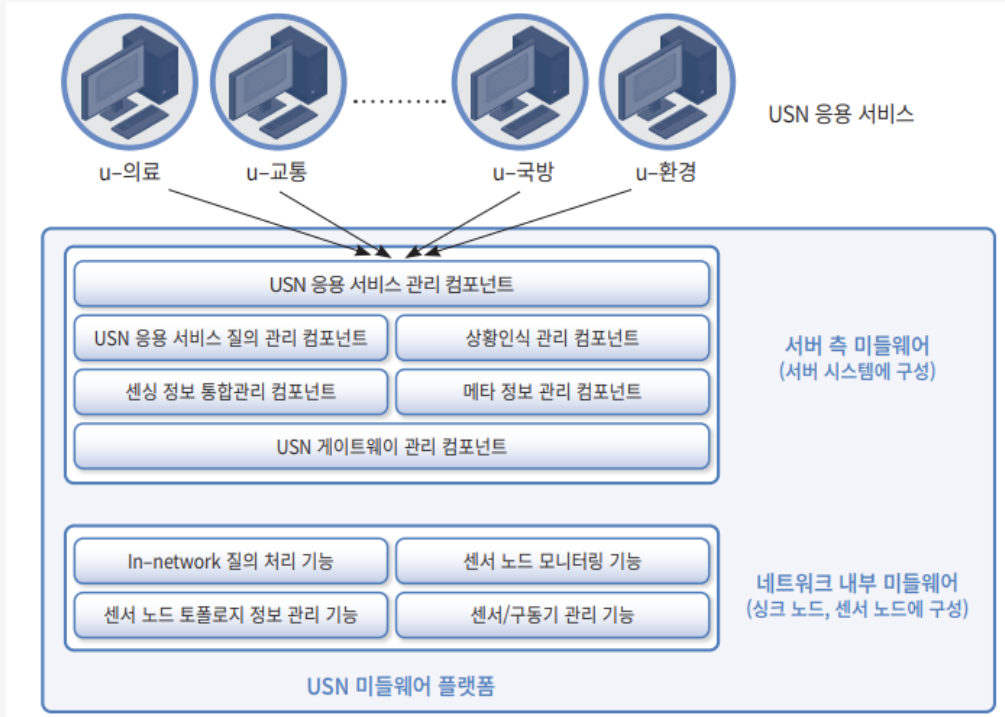 USN 응용 서비스
u-의료
u-교통
u-국방
u-환경
USN 응용 서비스 관리 컴포넌트
USN 응용 서비스 질의 관리 컴포넌트
상황인식 관리 컴포넌트
센싱 정보 통합관리 컴포넌트
메타 정보 관리 컴포넌트
USN 게이트웨이 관리 컴포넌트
서버 측 미들웨어
(서버 시스템에 구성)
In-network 질의 처리 기능
센서 노드 모니터링 기능
센서 노드 토폴로지 정보 관리 기능
센서/구동기 관리 기능
네트워크 내부 미들웨어
(싱크 노드, 센서 노드에 구성)
USN 미들웨어 플랫폼